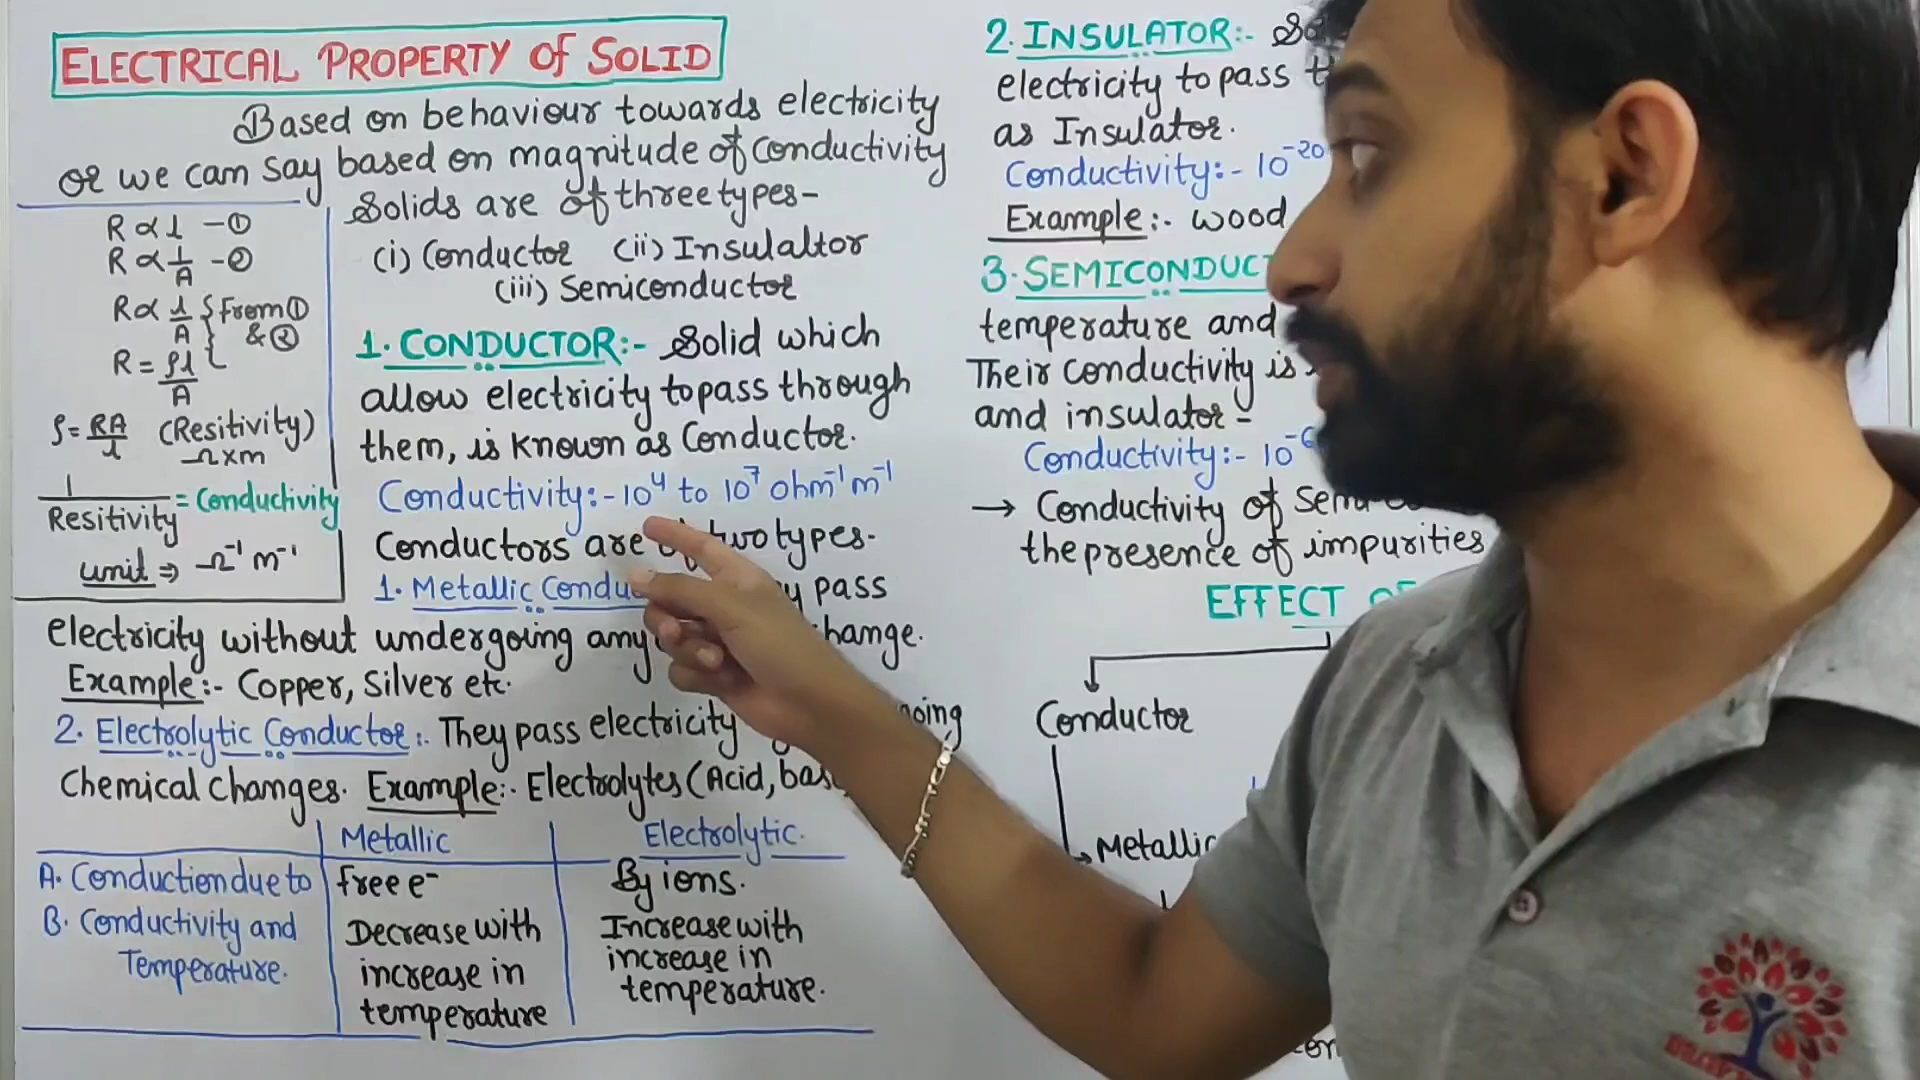 ELECTRICAL PROPERTY OF SOLID
Based on behaviour towards electricity
or we can say based on magnitude of conductivity
Solids are of three types-
(i) Conductor (ii) Insulaltor
(iii) Semiconductor
R ∝ l -①
R ∝ 1/A -②
R ∝ l/A {from ①
& ②
R = ρl/A
ρ = RA/l (Resitivity)
Ω×m
1/Resitivity = Conductivity
unit ⇒ Ω⁻¹ m⁻¹
1. CONDUCTOR:- Solid which
allow electricity to pass through
them, is known as Conductor.
Conductivity:- 10⁴ to 10⁷ ohm⁻¹ m⁻¹
Conductors are of two types-
1. Metallic pass
electricity without undergoing any
Example:- Copper, Silver etc.
2. Electrolytic Conductor:- They pass electricity
Chemical changes. Example:- Electrolytes (Acid,
Metallic Electrolytic.
A. Conduction due to free e⁻ By ions.
B. Conductivity and Temperature.
Decrease with
increase in
temperature
Increase with
increase in
temperature.
2. INSULATOR:-
electricity to pass
as Insulator.
Conductivity:- 10⁻²⁰
Example:- wood
3.
temperature and
Their conductivity is
and insulator-
Conductivity:- 10⁻⁶
→ Conductivity of
the presence of impurities
EFFECT
Conductor
Metallic